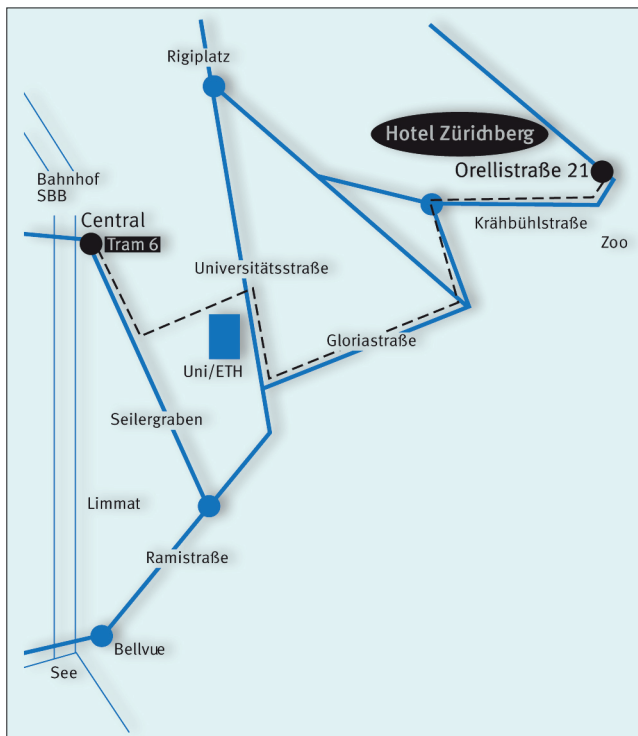 Rigiplatz
Hotel Zürichberg
Orellistraße 21
Bahnhof
SBB
Central
Tram 6
Krähbühlstraße
Zoo
Universitätsstraße
Gloriastraße
Uni/ETH
Seilergraben
Limmat
Ramistraße
Bellvue
See